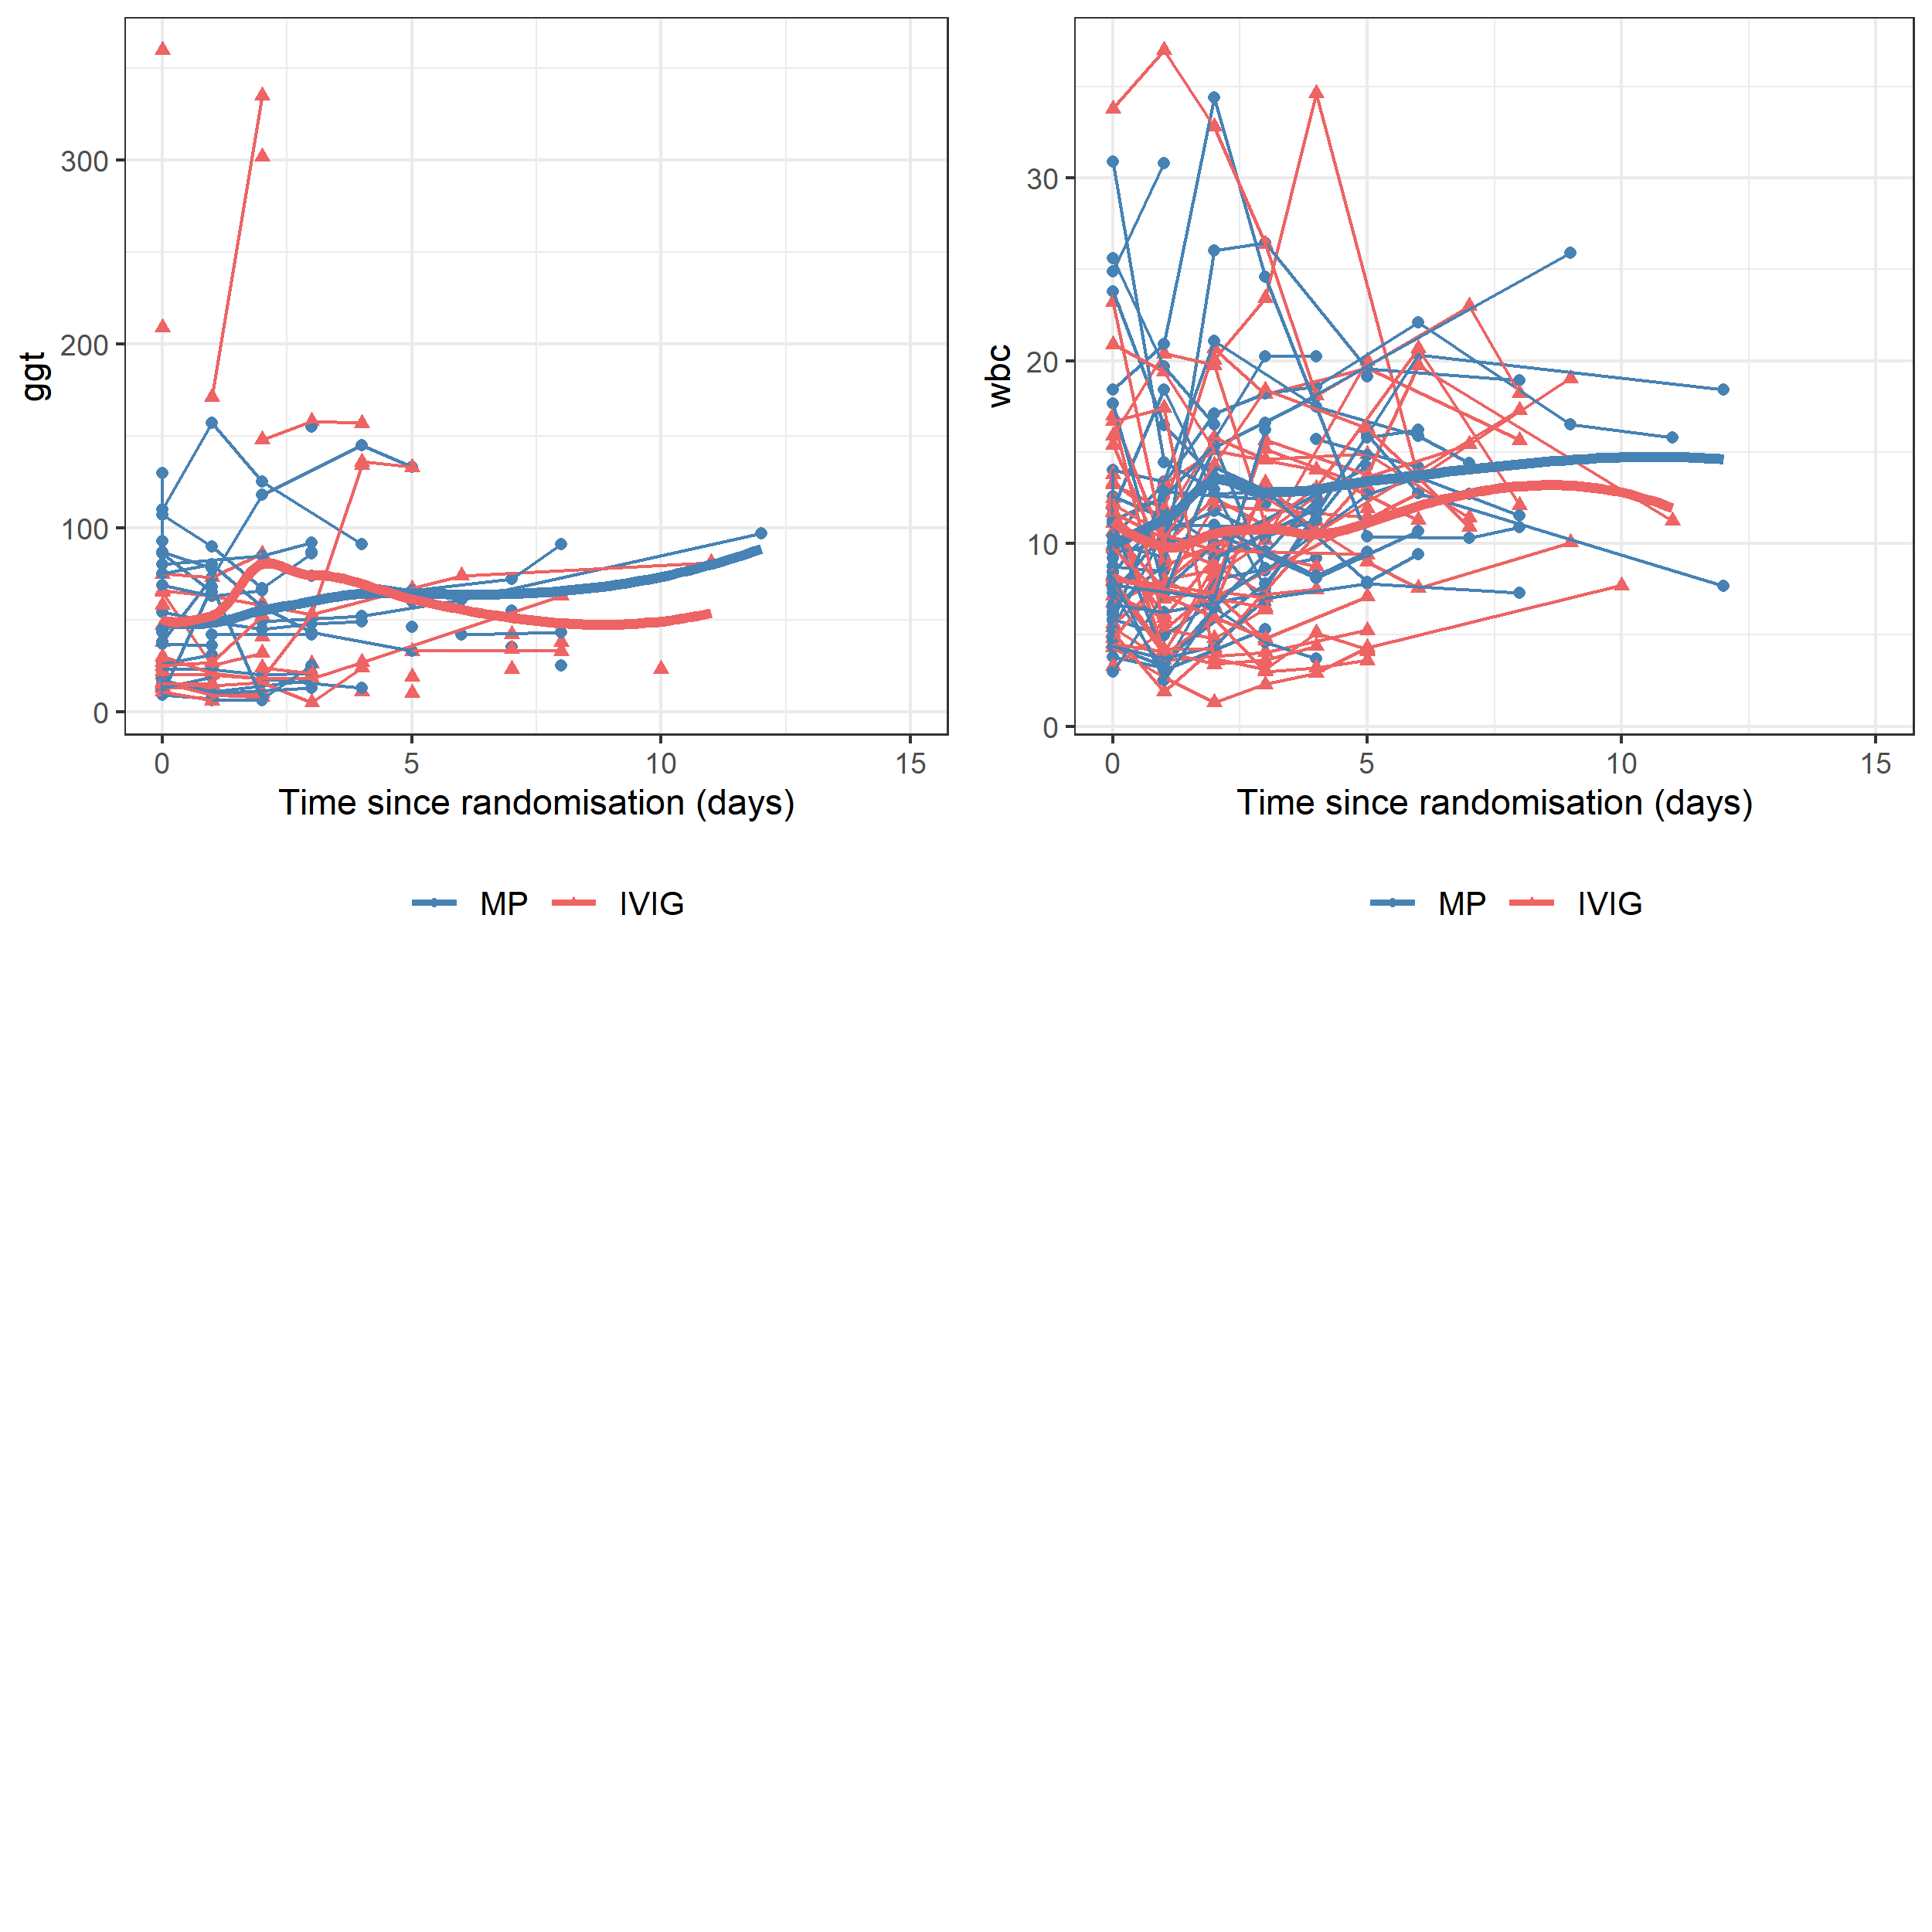 ggt
300
200
100
0
0 5 10 15
Time since randomisation (days)
MP IVIG
wbc
30
20
10
0
0 5 10 15
Time since randomisation (days)
MP IVIG